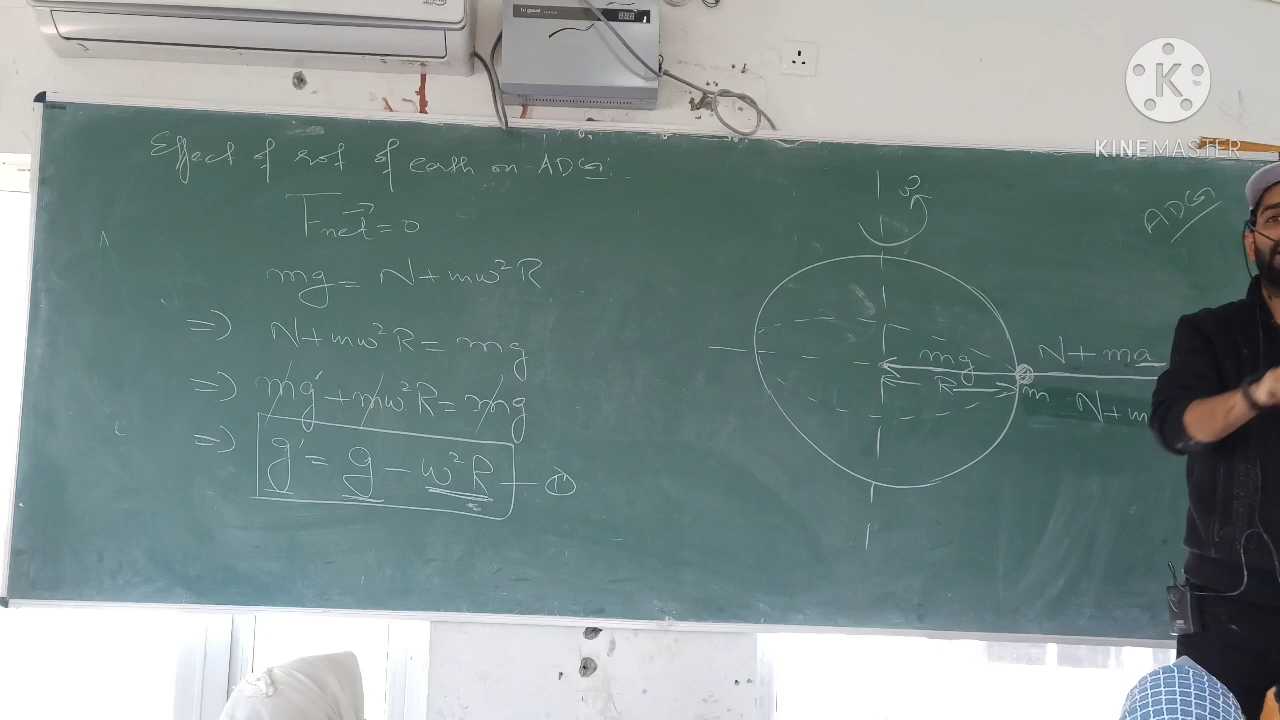 Effect of rot of earth on ADG:
Fnet = 0
mg = N + mω²R
⇒ N + mω²R = mg
⇒ mg' + mω²R = mg
⇒ g' = g − ω²R — ①
ω
ADG
mg
N + ma
R
m
N + m
K
KINEMASTER